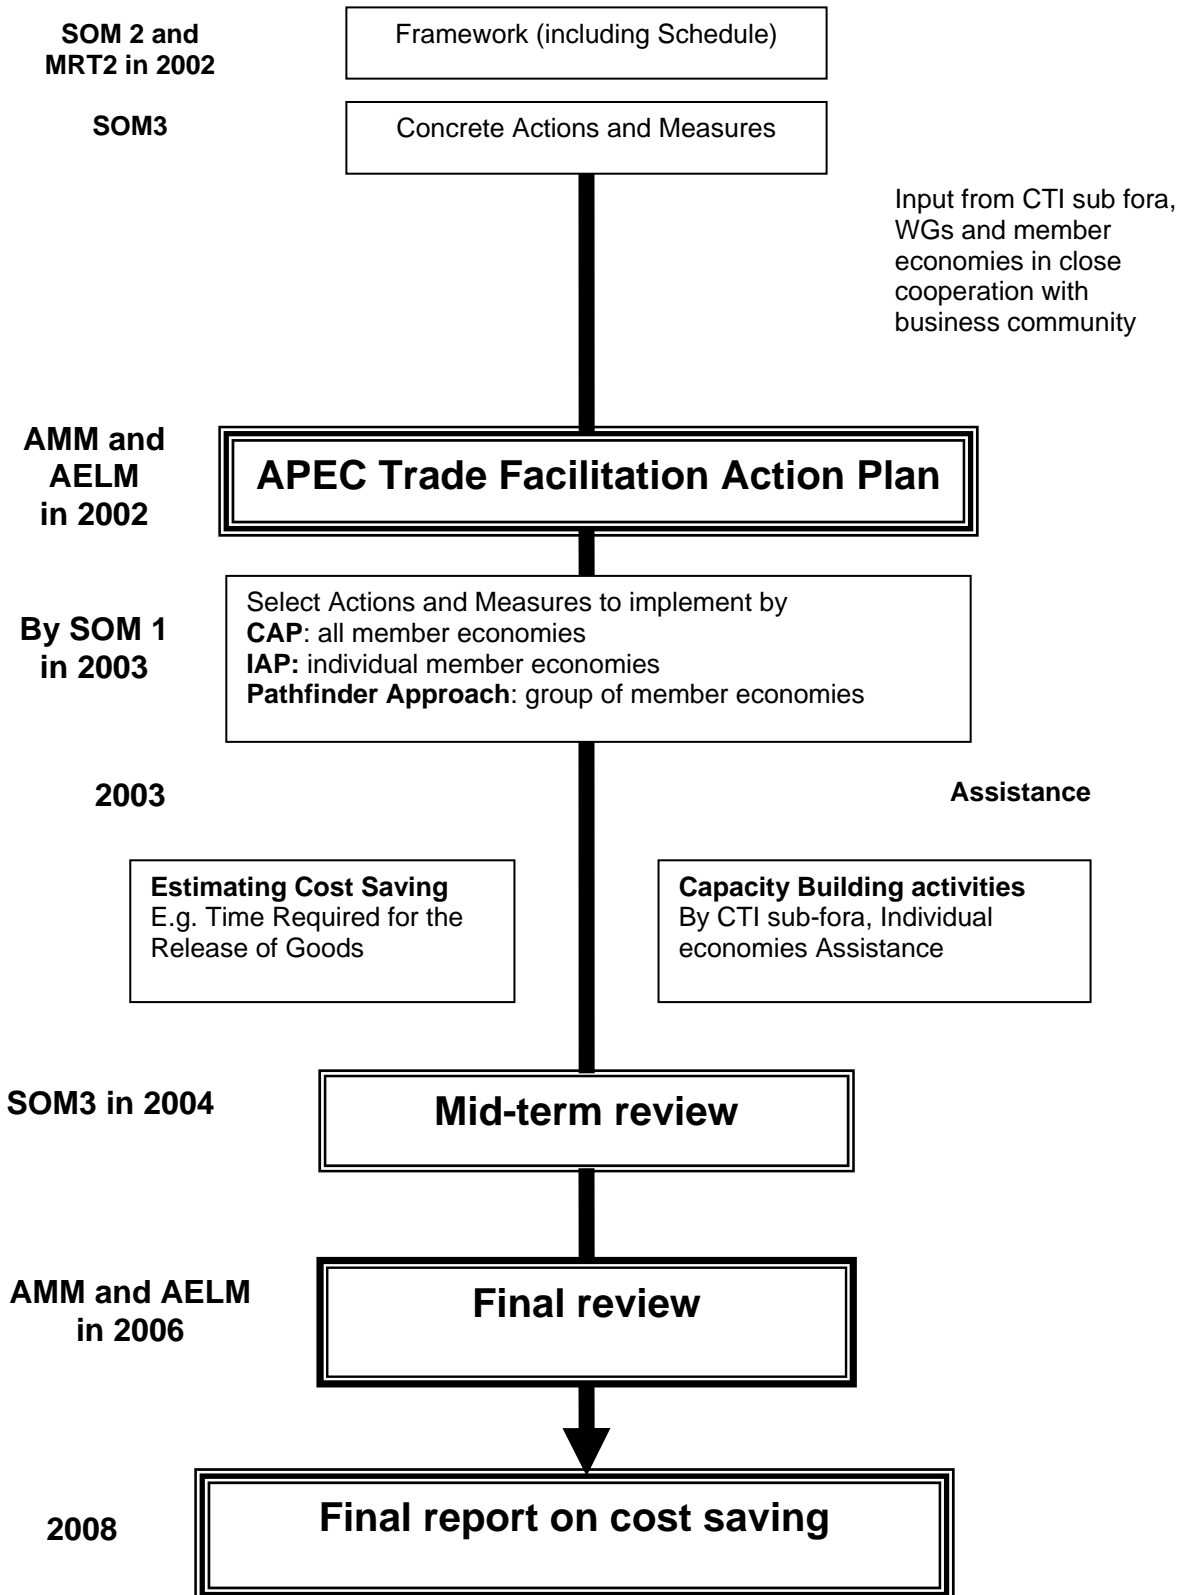 SOM 2 and
MRT2 in 2002
Framework (including Schedule)
SOM3
Concrete Actions and Measures
Input from CTI sub fora,
WGs and member
economies in close
cooperation with
business community
AMM and
AELM
in 2002
APEC Trade Facilitation Action Plan
By SOM 1
in 2003
Select Actions and Measures to implement by
CAP: all member economies
IAP: individual member economies
Pathfinder Approach: group of member economies
2003
Assistance
Estimating Cost Saving
E.g. Time Required for the
Release of Goods
Capacity Building activities
By CTI sub-fora, Individual
economies Assistance
SOM3 in 2004
Mid-term review
AMM and AELM
in 2006
Final review
2008
Final report on cost saving